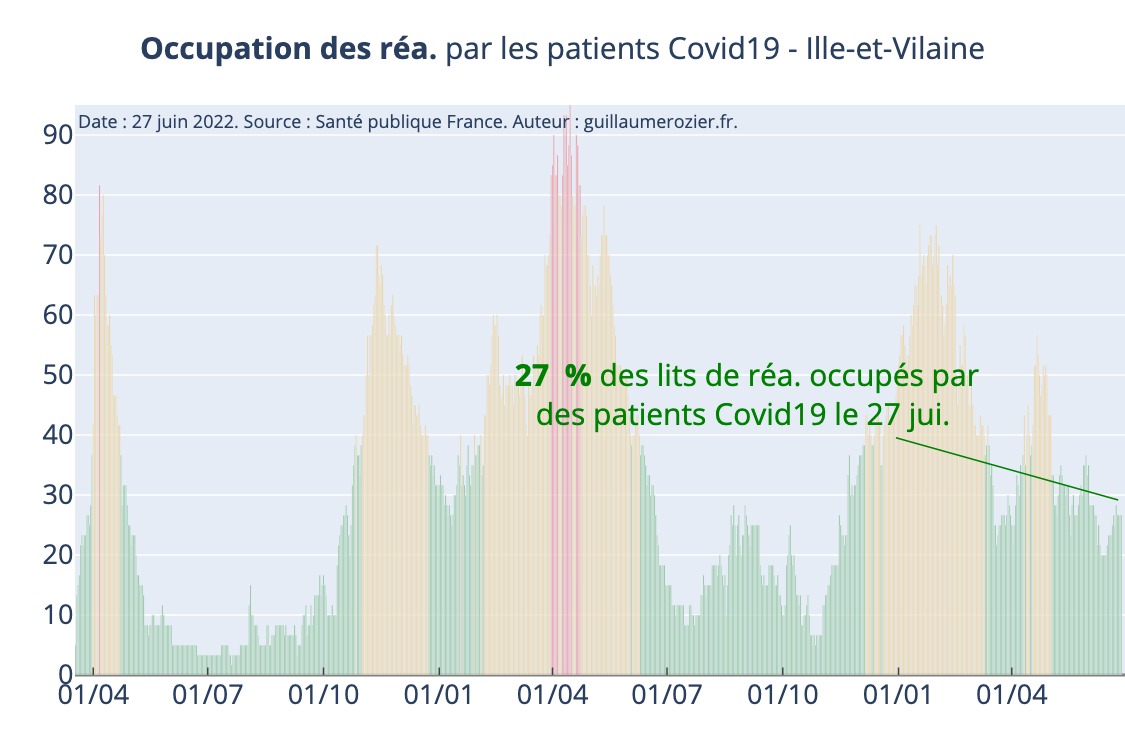 Occupation des réa. par les patients Covid19 - Ille-et-Vilaine
Date : 27 juin 2022. Source : Santé publique France. Auteur : guillaumerozier.fr.
90
80
70
60
50
40
30
20
10
0
27 % des lits de réa. occupés par
des patients Covid19 le 27 jui.
01/04 01/07 01/10 01/01 01/04 01/07 01/10 01/01 01/04